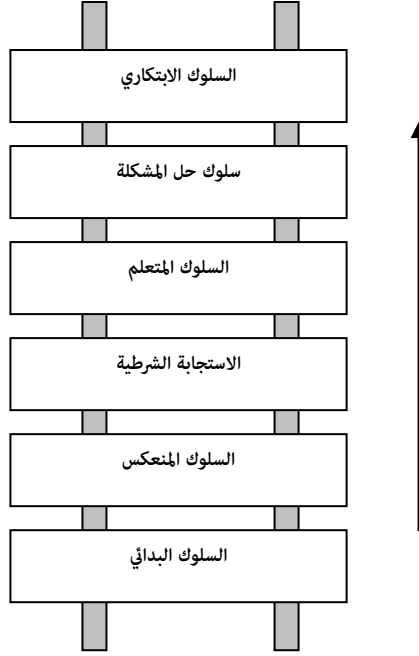 السلوك الابتكاري
سلوك حل المشكلة
السلوك المتعلم
الاستجابة الشرطية
السلوك المنعكس
السلوك البدائي